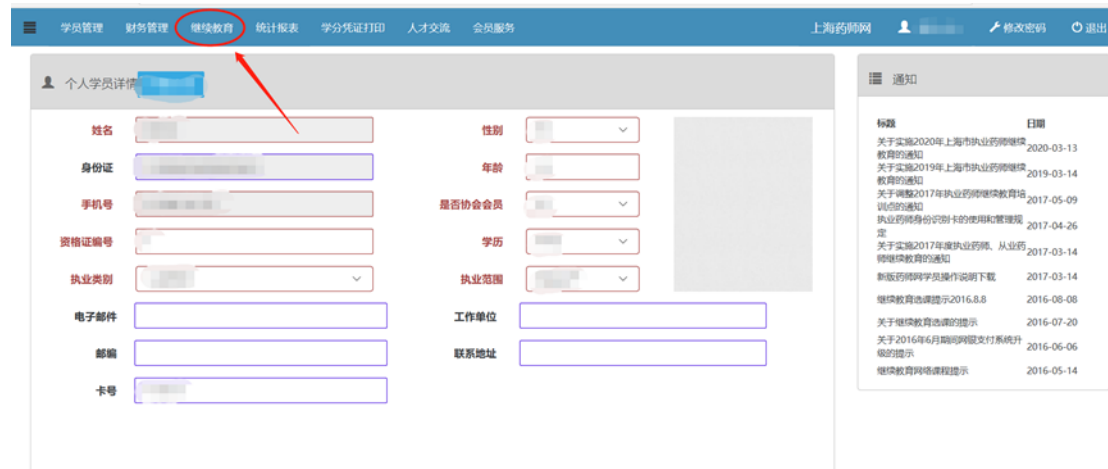 学员管理 财务管理 继续教育 统计报表 学分凭证打印 人才交流 会员服务 上海药师网 修改密码 退出
个人学员详情
姓名
性别
身份证
年龄
手机号
是否协会会员
资格证编号
学历
执业类别
执业范围
电子邮件
工作单位
邮编
联系地址
卡号
通知
标题 日期
关于实施2020年上海市执业药师继续
教育的通知 2020-03-13
关于实施2019年上海市执业药师继续
教育的通知 2019-03-14
关于调整2017年执业药师继续教育培
训点的通知 2017-05-09
执业药师身份识别卡的使用和管理规
定 2017-04-26
关于实施2017年度执业药师、从业药
师继续教育的通知 2017-03-14
新版药师网学员操作说明下载 2017-03-14
继续教育选课提示2016.8.8 2016-08-08
关于继续教育选课的提示 2016-07-20
关于2016年6月期间网银支付系统升
级的提示 2016-06-06
继续教育网络课程提示 2016-05-14